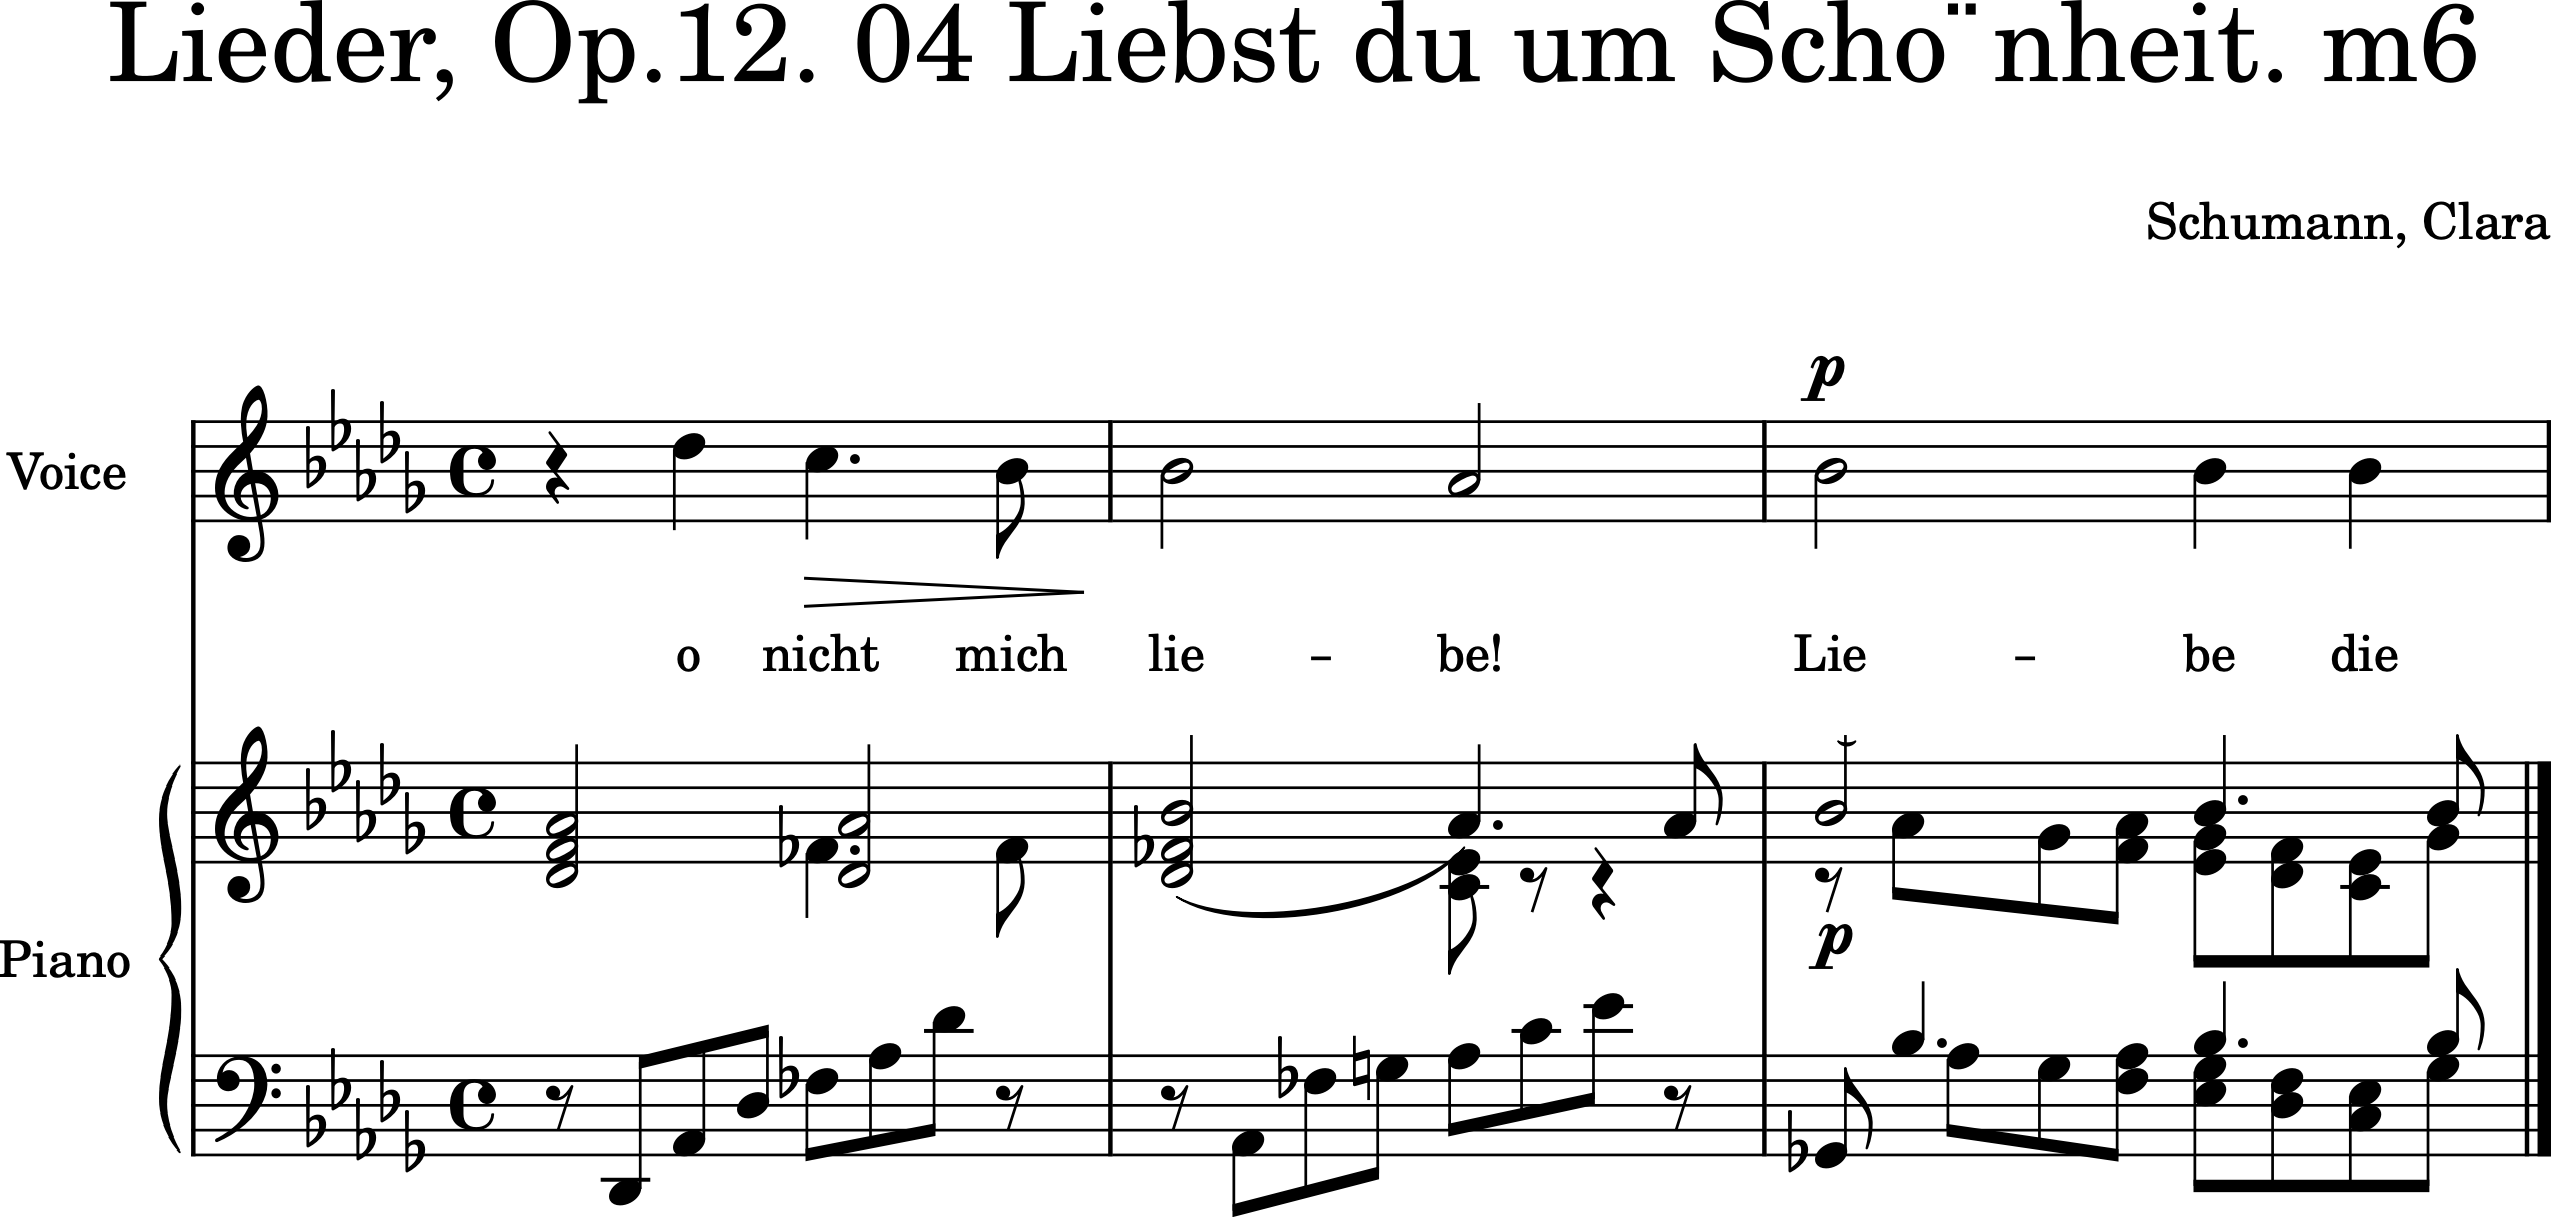 Lieder, Op.12. 04 Liebst du um Scho¨nheit. m6
Schumann, Clara
p
Voice
o nicht mich lie - be! Lie - be die
Piano
p